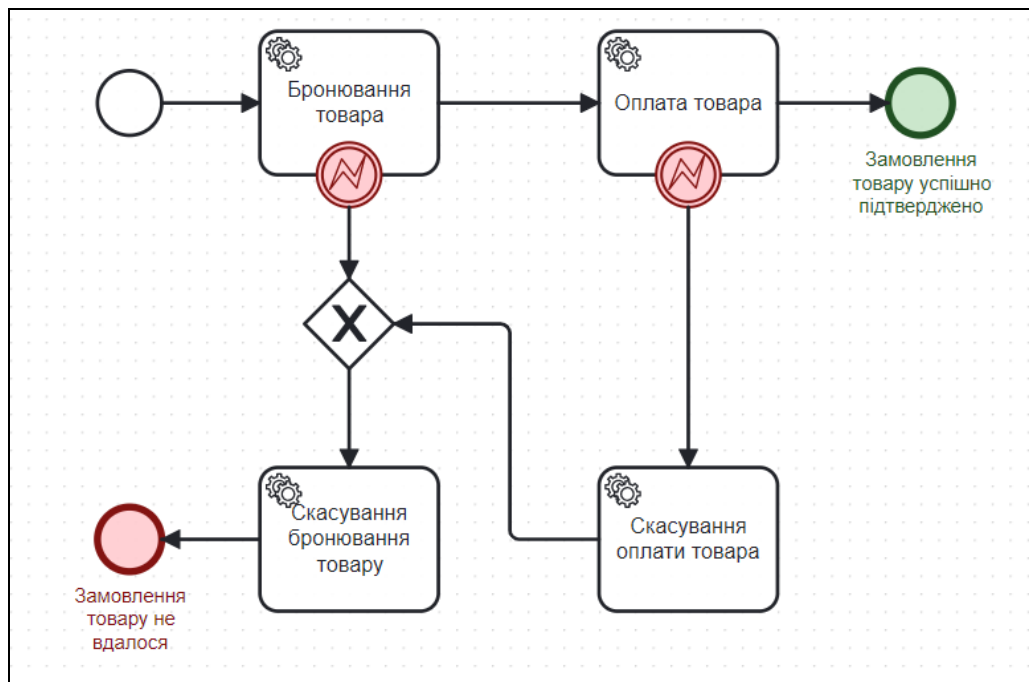 Бронювання
товара
Оплата товара
Замовлення
товару успішно
підтверджено
X
Скасування
бронювання
товару
Скасування
оплати товара
Замовлення
товару не
вдалося